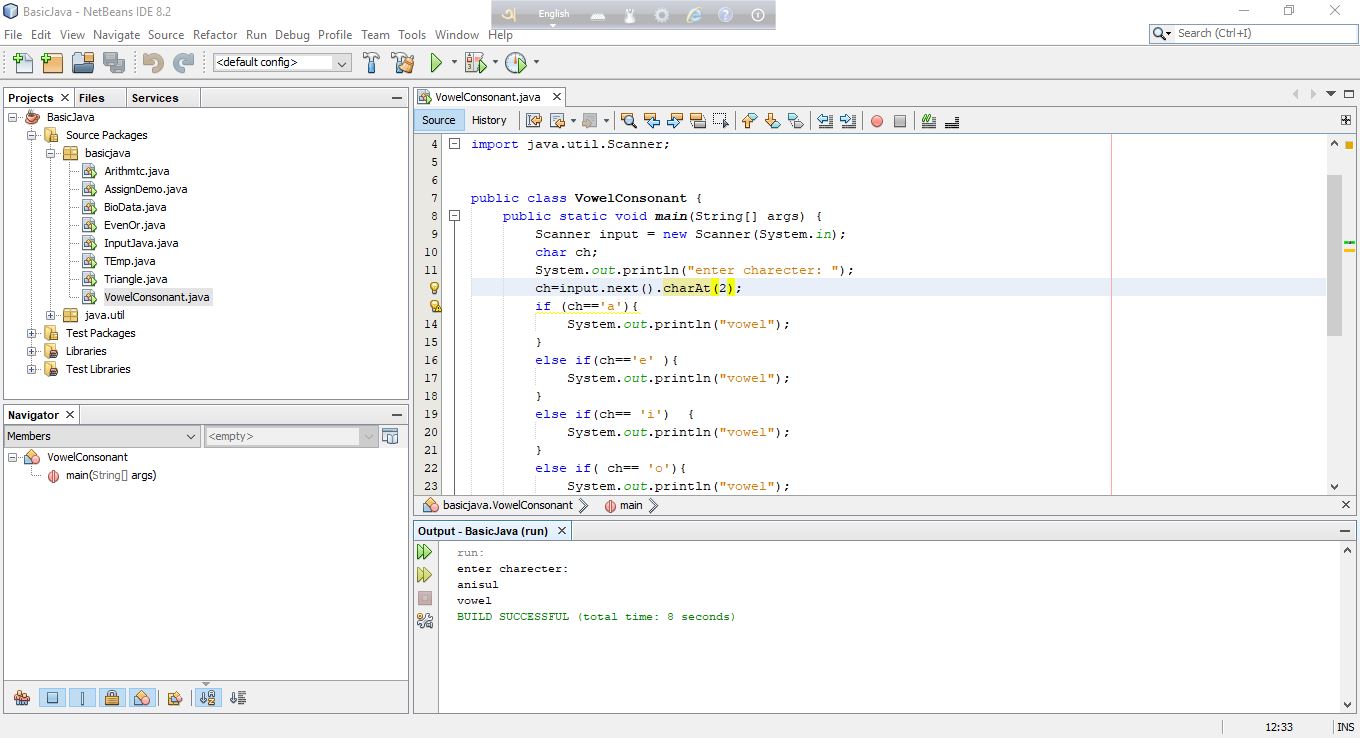 BasicJava - NetBeans IDE 8.2
English
File Edit View Navigate Source Refactor Run Debug Profile Team Tools Window Help
Search (Ctrl+I)
<default config>
Projects Files Services
BasicJava
Source Packages
basicjava
Arithmtc.java
AssignDemo.java
BioData.java
EvenOr.java
InputJava.java
TEmp.java
Triangle.java
VowelConsonant.java
java.util
Test Packages
Libraries
Test Libraries
Navigator
Members <empty>
VowelConsonant
main(String[] args)
VowelConsonant.java
Source History
4 import java.util.Scanner;
5
6
7 public class VowelConsonant {
8 public static void main(String[] args) {
9 Scanner input = new Scanner(System.in);
10 char ch;
11 System.out.println("enter charecter: ");
ch=input.next().charAt(2);
if (ch=='a'){
14 System.out.println("vowel");
15 }
16 else if(ch=='e' ){
17 System.out.println("vowel");
18 }
19 else if(ch== 'i') {
20 System.out.println("vowel");
21 }
22 else if( ch== 'o'){
23 System.out.println("vowel");
basicjava.VowelConsonant main
Output - BasicJava (run)
run:
enter charecter:
anisul
vowel
BUILD SUCCESSFUL (total time: 8 seconds)
12:33 INS